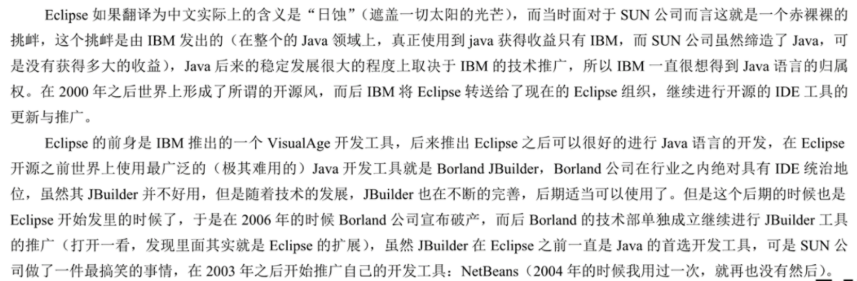 Eclipse 如果翻译为中文实际上的含义是“日蚀”（遮盖一切太阳的光芒），而当时面对于 SUN 公司而言这就是一个赤裸裸的
挑衅，这个挑衅是由 IBM 发出的（在整个的 Java 领域上，真正使用到 java 获得收益只有 IBM，而 SUN 公司虽然缔造了 Java，可
是没有获得多大的收益），Java 后来的稳定发展很大的程度上取决于 IBM 的技术推广，所以 IBM 一直很想得到 Java 语言的归属
权。在 2000 年之后世界上形成了所谓的开源风，而后 IBM 将 Eclipse 转送给了现在的 Eclipse 组织，继续进行开源的 IDE 工具的
更新与推广。
Eclipse 的前身是 IBM 推出的一个 VisualAge 开发工具，后来推出 Eclipse 之后可以很好的进行 Java 语言的开发，在 Eclipse
开源之前世界上使用最广泛的（极其难用的）Java 开发工具就是 Borland JBuilder，Borland 公司在行业之内绝对具有 IDE 统治地
位，虽然其 JBuilder 并不好用，但是随着技术的发展，JBuilder 也在不断的完善，后期适当可以使用了。但是这个后期的时候也是
Eclipse 开始发里的时候了，于是在 2006 年的时候 Borland 公司宣布破产，而后 Borland 的技术部单独成立继续进行 JBuilder 工具
的推广（打开一看，发现里面其实就是 Eclipse 的扩展），虽然 JBuilder 在 Eclipse 之前一直是 Java 的首选开发工具，可是 SUN 公
司做了一件最搞笑的事情，在 2003 年之后开始推广自己的开发工具：NetBeans（2004 年的时候我用过一次，就再也没有然后）。